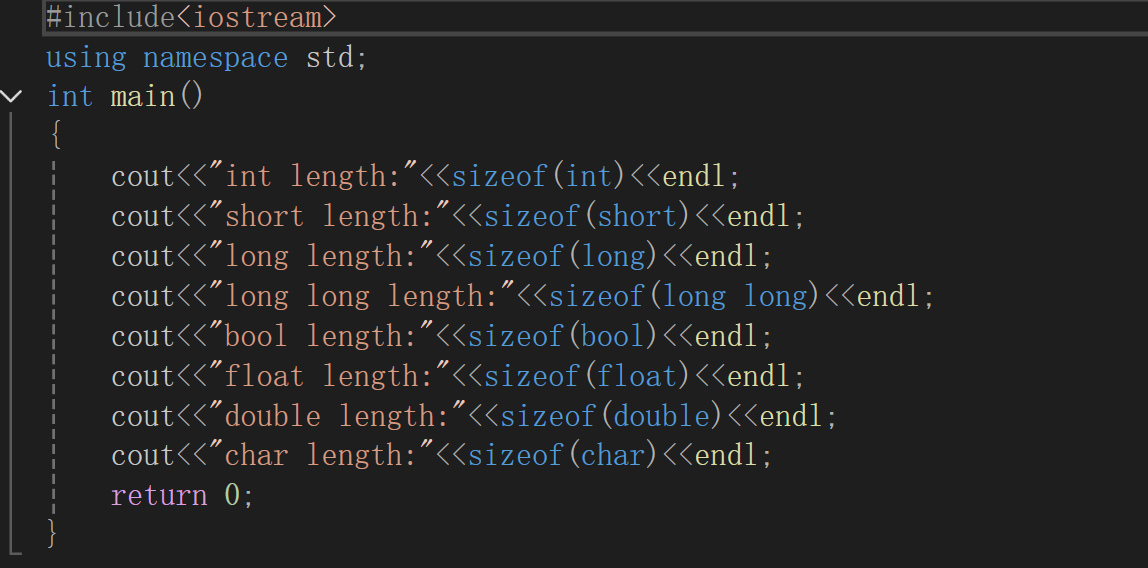 #include<iostream>
using namespace std;
int main()
{
cout<<"int length:"<<sizeof(int)<<endl;
cout<<"short length:"<<sizeof(short)<<endl;
cout<<"long length:"<<sizeof(long)<<endl;
cout<<"long long length:"<<sizeof(long long)<<endl;
cout<<"bool length:"<<sizeof(bool)<<endl;
cout<<"float length:"<<sizeof(float)<<endl;
cout<<"double length:"<<sizeof(double)<<endl;
cout<<"char length:"<<sizeof(char)<<endl;
return 0;
}